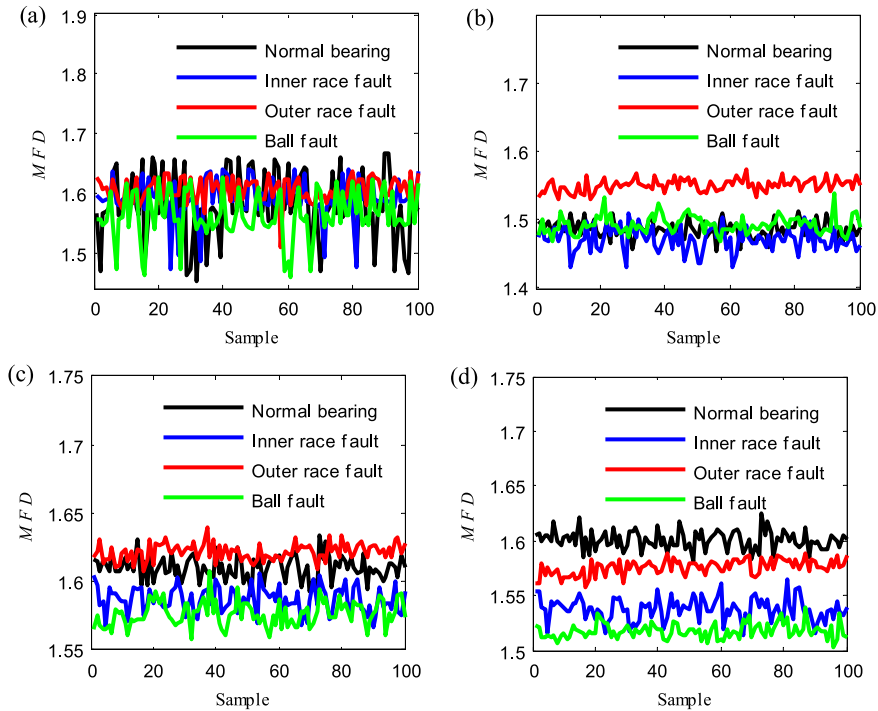 (a)
1.9
1.8
1.7
1.6
1.5
MFD
Normal bearing
Inner race fault
Outer race fault
Ball fault
0 20 40 60 80 100
Sample
(b)
1.7
1.6
1.5
1.4
MFD
Normal bearing
Inner race fault
Outer race fault
Ball fault
0 20 40 60 80 100
Sample
(c)
1.75
1.7
1.65
1.6
1.55
MFD
Normal bearing
Inner race fault
Outer race fault
Ball fault
0 20 40 60 80 100
Sample
(d)
1.75
1.7
1.65
1.6
1.55
1.5
MFD
Normal bearing
Inner race fault
Outer race fault
Ball fault
0 20 40 60 80 100
Sample